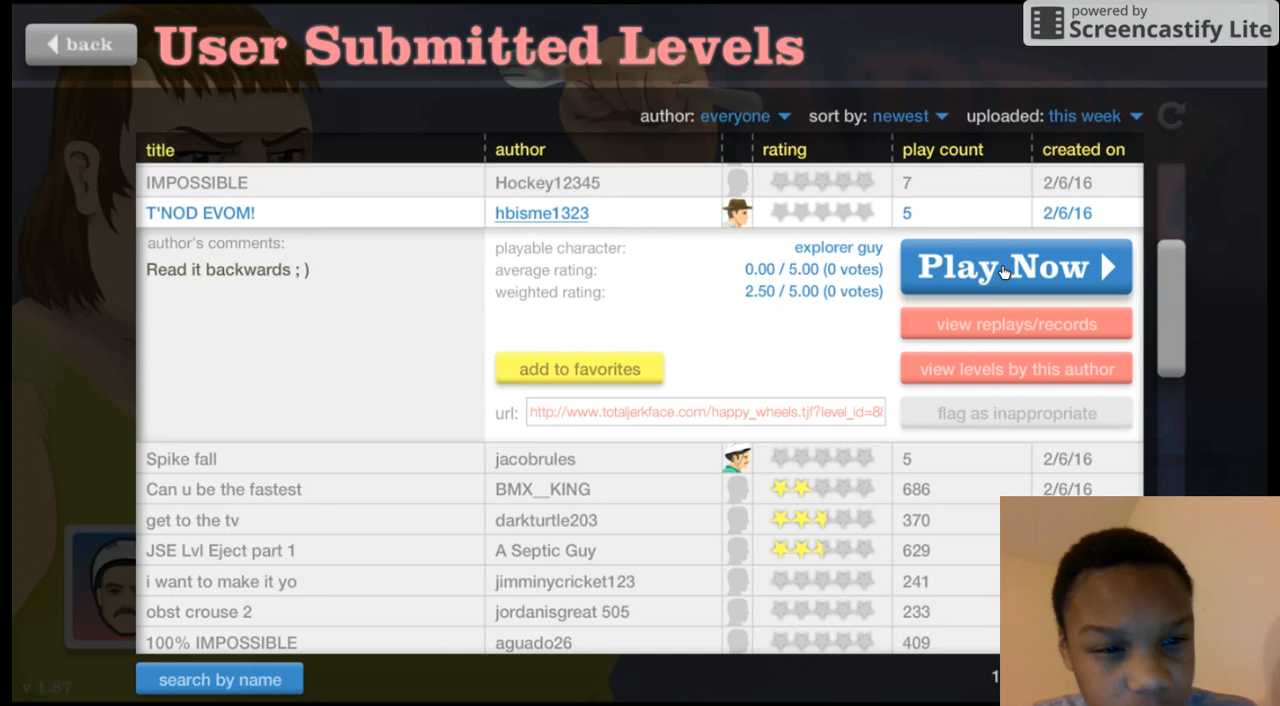 powered by
Screencastify Lite
back
User Submitted Levels
author: everyone sort by: newest uploaded: this week
title author rating play count created on
IMPOSSIBLE Hockey12345 7 2/6/16
T'NOD EVOM! hbisme1323 5 2/6/16
author's comments:
Read it backwards ; )
playable character: explorer guy
average rating: 0.00 / 5.00 (0 votes)
weighted rating: 2.50 / 5.00 (0 votes)
Play Now
view replays/records
add to favorites
view levels by this author
url: http://www.totaljerkface.com/happy_wheels.tjf?level_id=8
flag as inappropriate
Spike fall jacobrules 5 2/6/16
Can u be the fastest BMX__KING 686 2/6/16
get to the tv darkturtle203 370
JSE Lvl Eject part 1 A Septic Guy 629
i want to make it yo jimminycricket123 241
obst crouse 2 jordanisgreat 505 233
100% IMPOSSIBLE aguado26 409
search by name
1
v 1.87